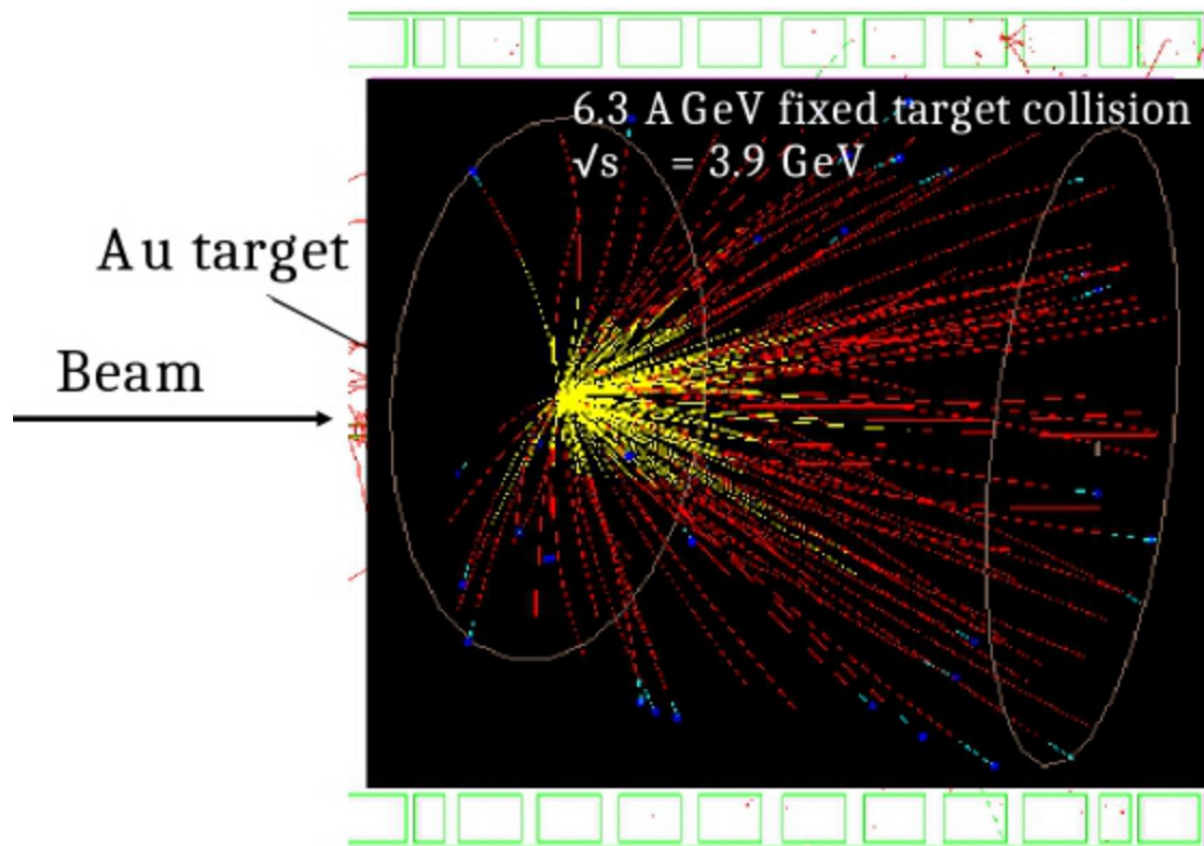 6.3 A GeV fixed target collision
√s = 3.9 GeV
Au target
Beam